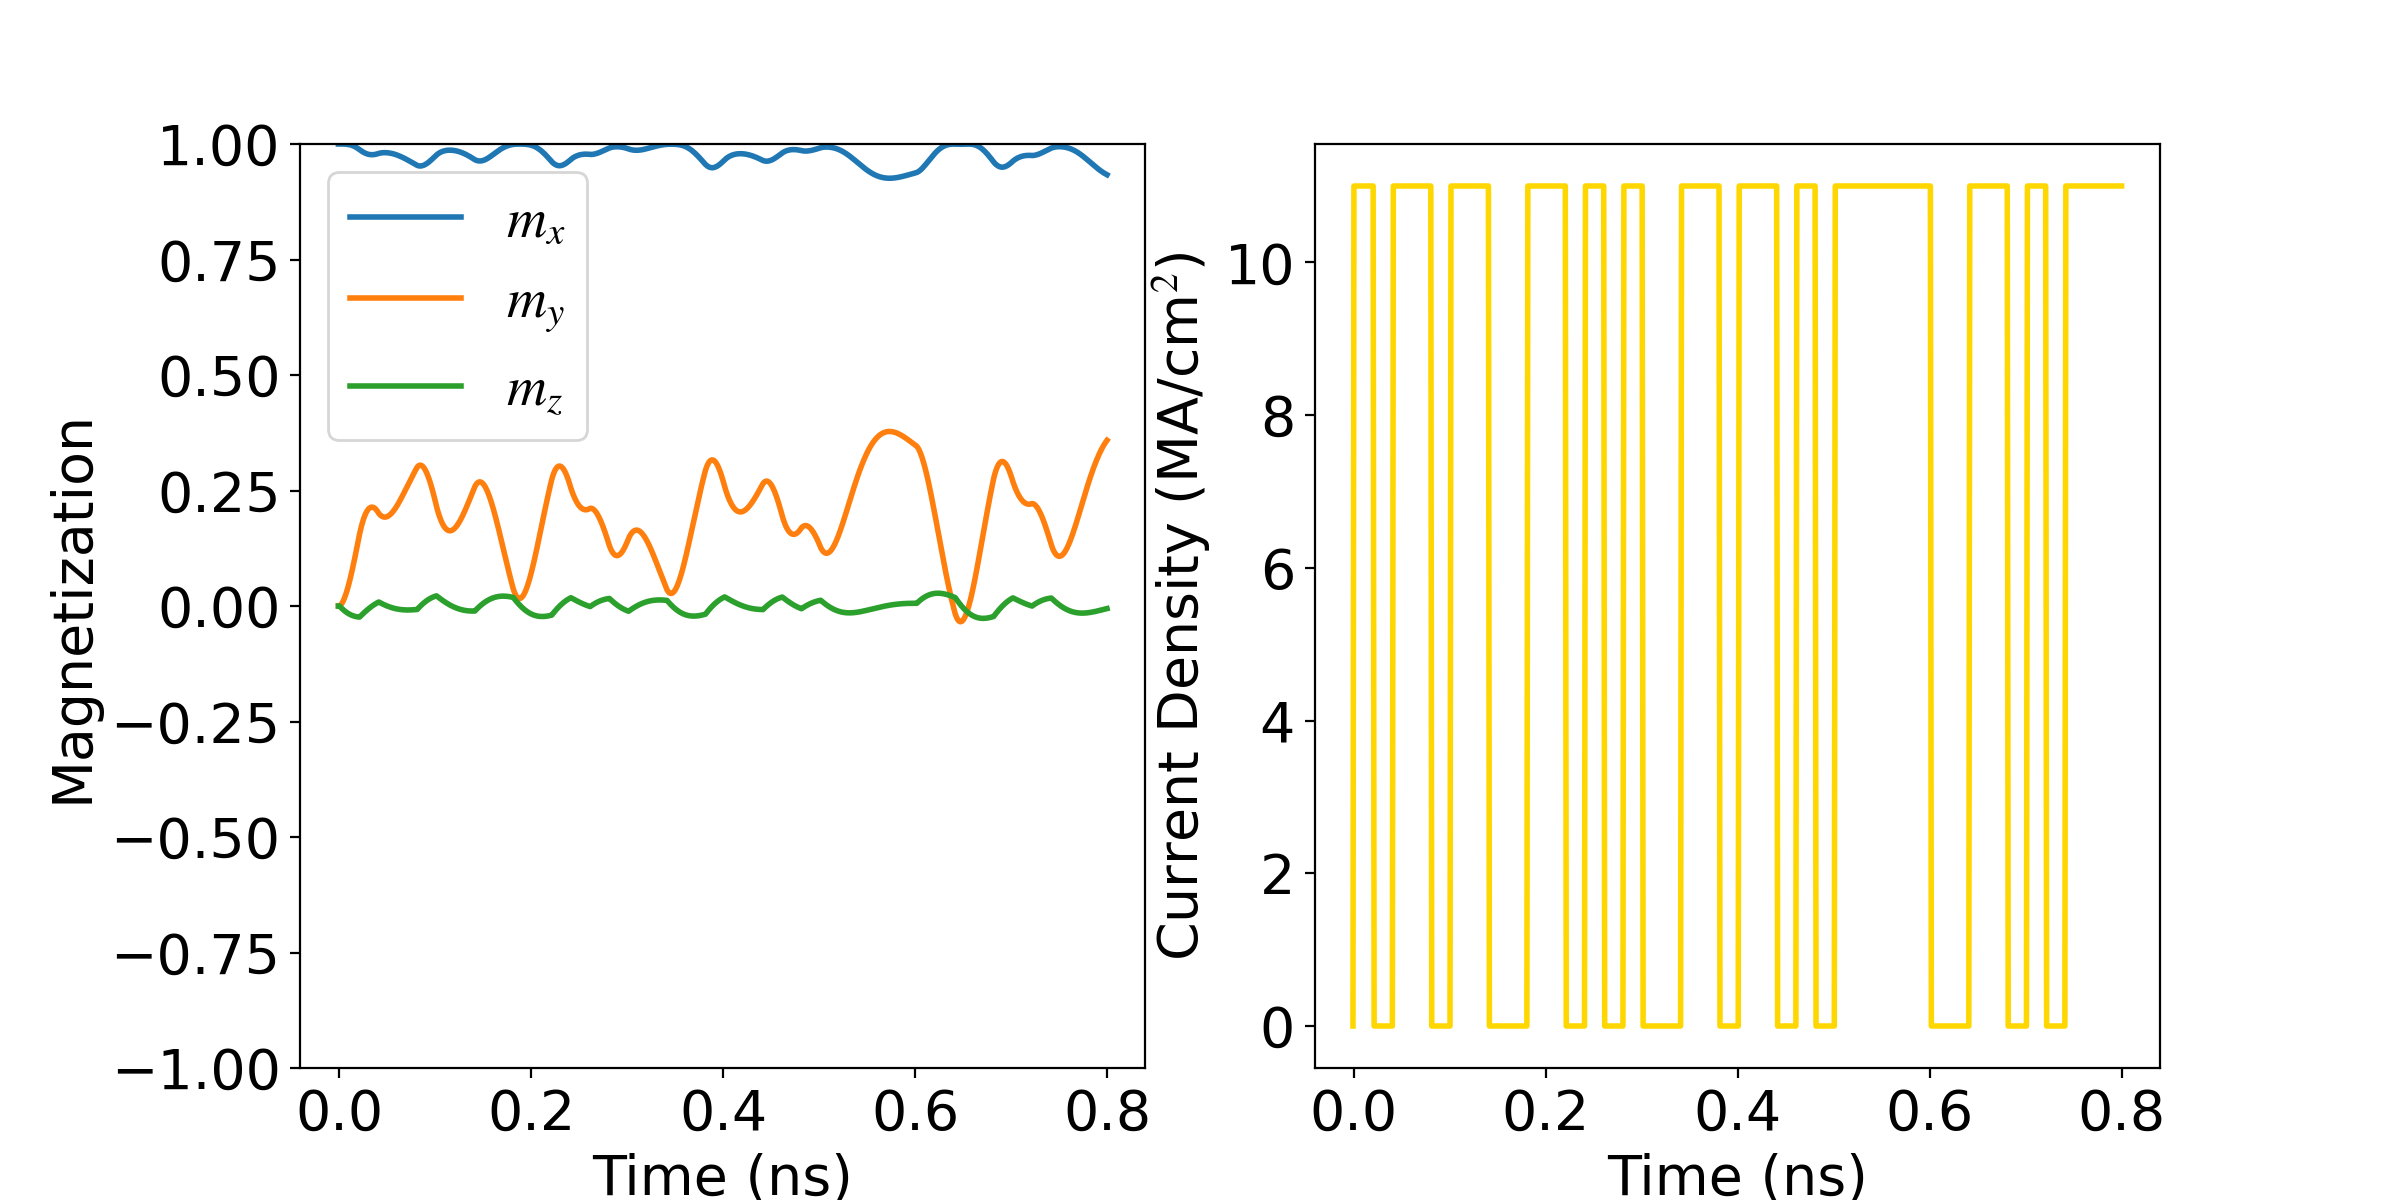 1.00
0.75
0.50
0.25
0.00
−0.25
−0.50
−0.75
−1.00
Magnetization
m_x
m_y
m_z
0.0 0.2 0.4 0.6 0.8
Time (ns)
Current Density (MA/cm²)
10
8
6
4
2
0
0.0 0.2 0.4 0.6 0.8
Time (ns)